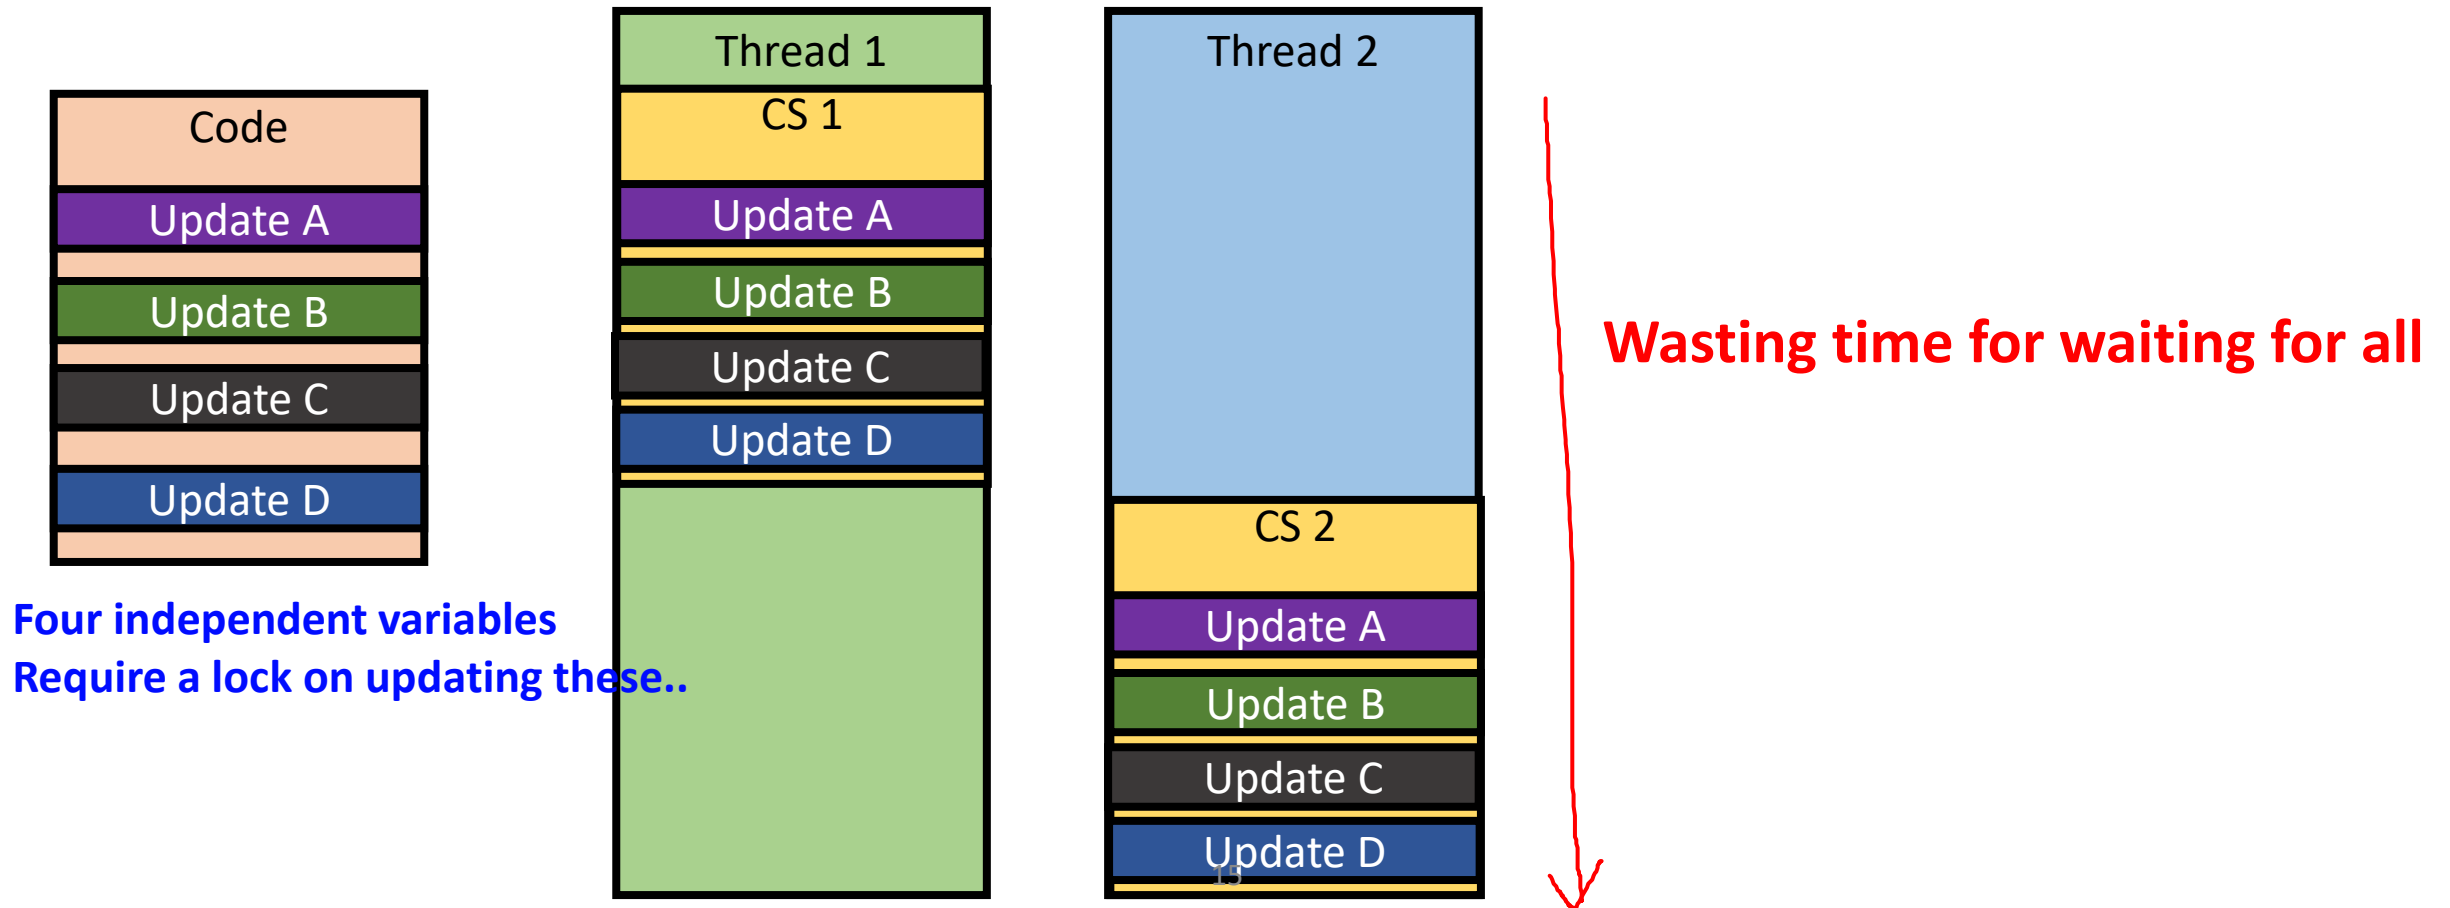 Code
Update A
Update B
Update C
Update D
Four independent variables
Require a lock on updating these..
Thread 1
CS 1
Update A
Update B
Update C
Update D
Thread 2
CS 2
Update A
Update B
Update C
Update D
15
Wasting time for waiting for all